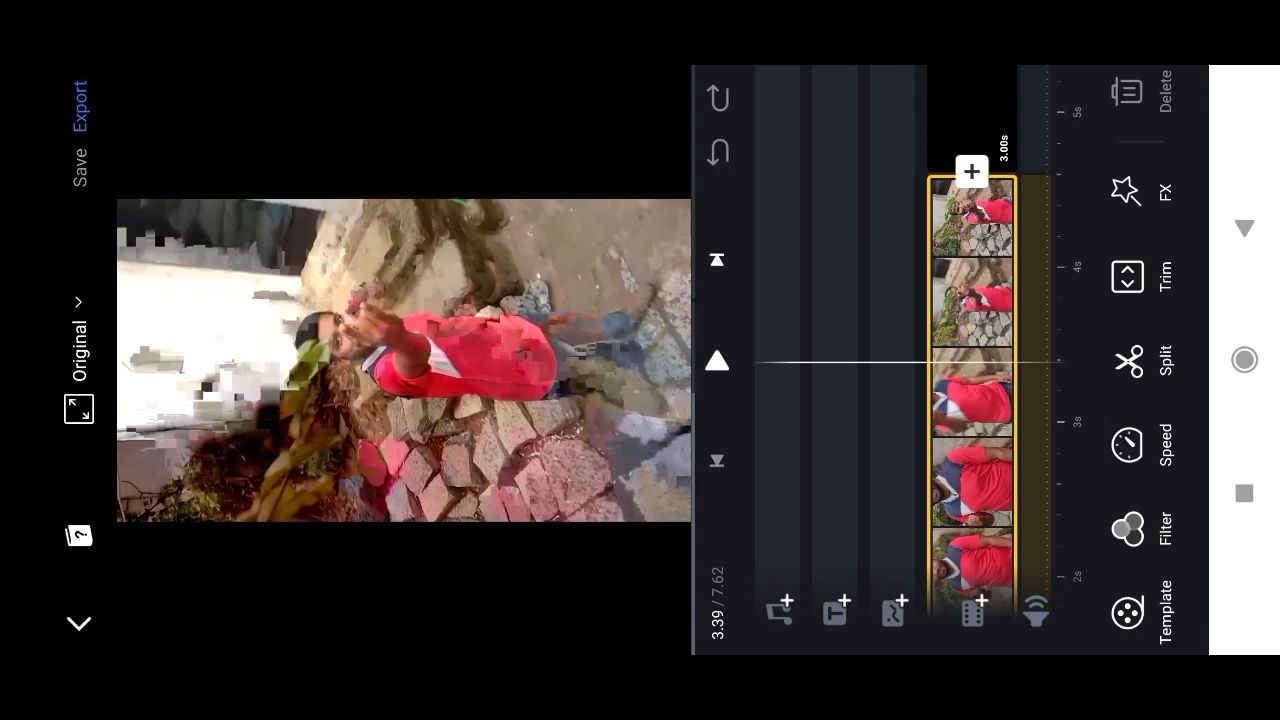 Original
Save
Export
3.39 / 7.62
3.00s
2s
3s
4s
5s
Template
Filter
Speed
Split
Trim
FX
Delete